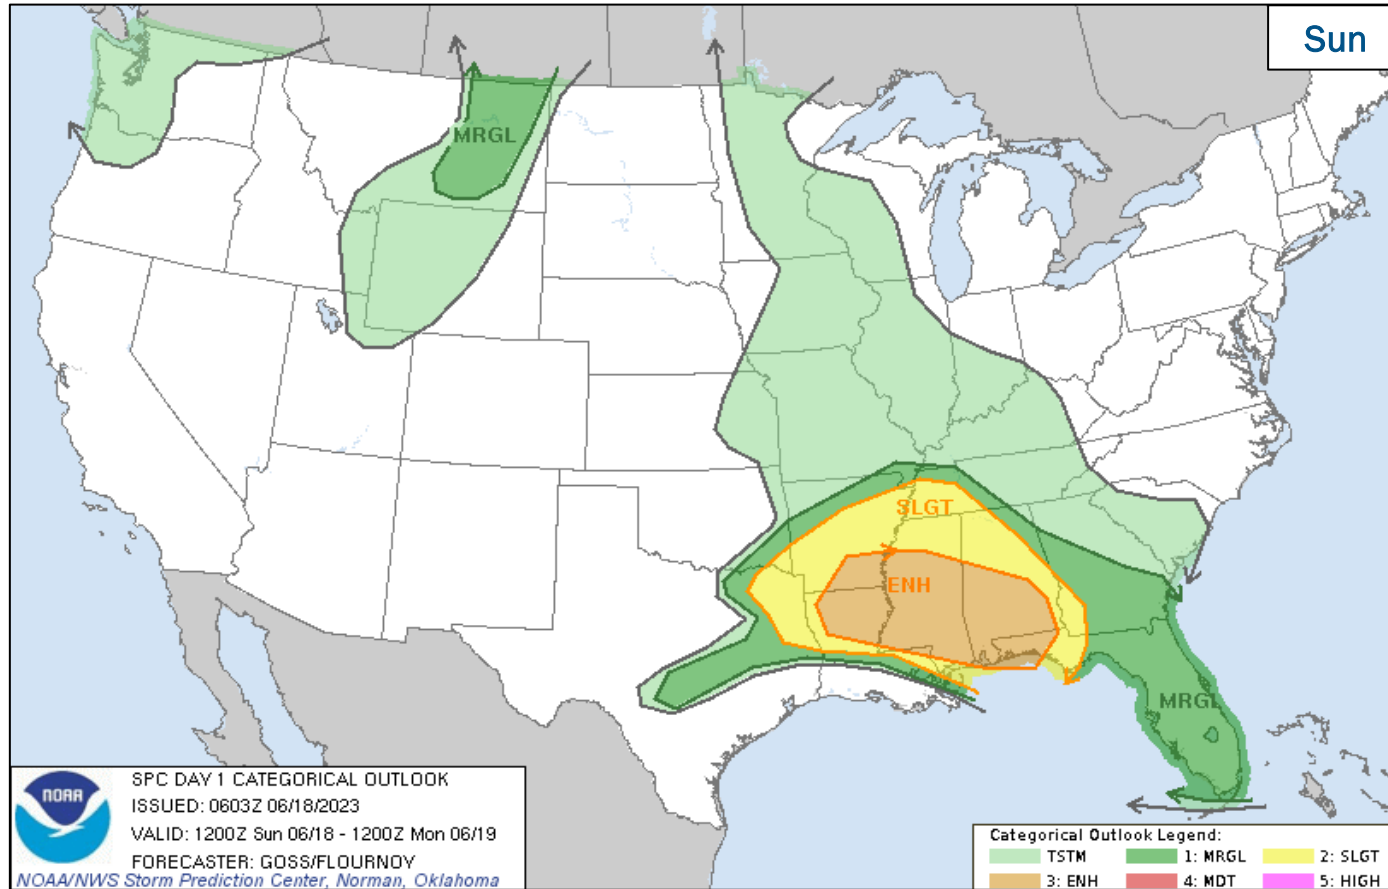 Sun
MRGL
SLGT
ENH
MRGL
NOAA
SPC DAY 1 CATEGORICAL OUTLOOK
ISSUED: 0603Z 06/18/2023
VALID: 1200Z Sun 06/18 - 1200Z Mon 06/19
FORECASTER: GOSS/FLOURNOY
NOAA/NWS Storm Prediction Center, Norman, Oklahoma
Categorical Outlook Legend:
TSTM 1: MRGL 2: SLGT
3: ENH 4: MDT 5: HIGH